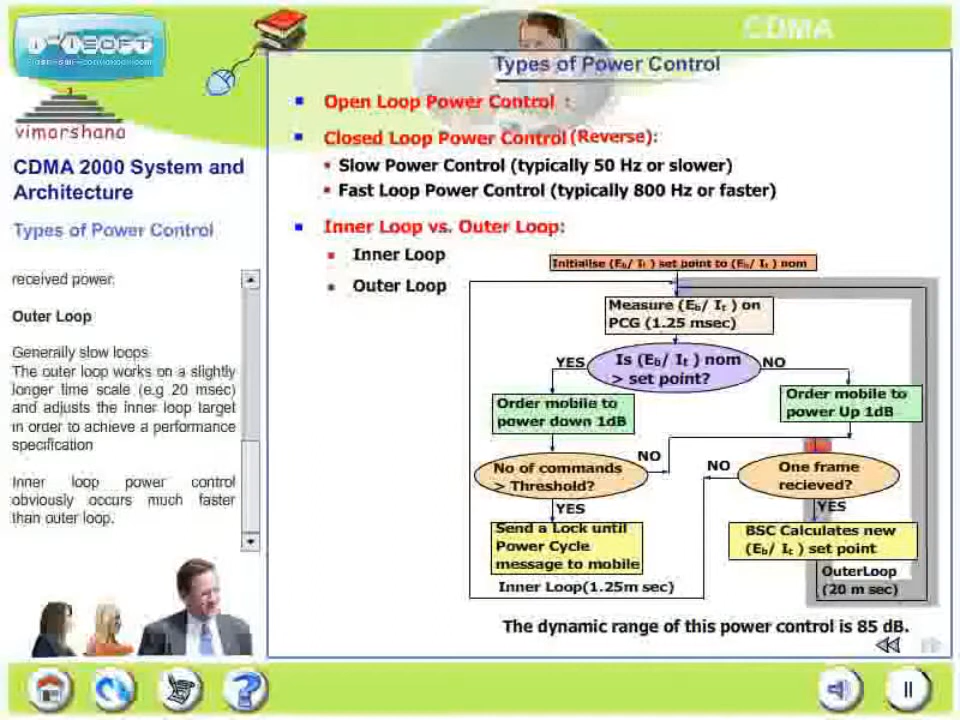 CDMA
i-iSOFT
vimarshana
CDMA 2000 System and
Architecture
Types of Power Control
received power.
Outer Loop
Generally slow loops
The outer loop works on a slightly
longer time scale (e.g 20 msec)
and adjusts the inner loop target
in order to achieve a performance
specification
Inner loop power control
obviously occurs much faster
than outer loop.
Types of Power Control
Open Loop Power Control :
Closed Loop Power Control (Reverse):
Slow Power Control (typically 50 Hz or slower)
Fast Loop Power Control (typically 800 Hz or faster)
Inner Loop vs. Outer Loop:
Inner Loop
Outer Loop
Initialise (Eb/ It ) set point to (Eb/ It ) nom
Measure (Eb/ It ) on
PCG (1.25 msec)
Is (Eb/ It ) nom
> set point?
YES
NO
Order mobile to
power down 1dB
Order mobile to
power Up 1dB
No of commands
> Threshold?
NO
NO
One frame
recieved?
YES
YES
Send a Lock until
Power Cycle
message to mobile
BSC Calculates new
(Eb/ It ) set point
Inner Loop(1.25m sec)
OuterLoop
(20 m sec)
The dynamic range of this power control is 85 dB.